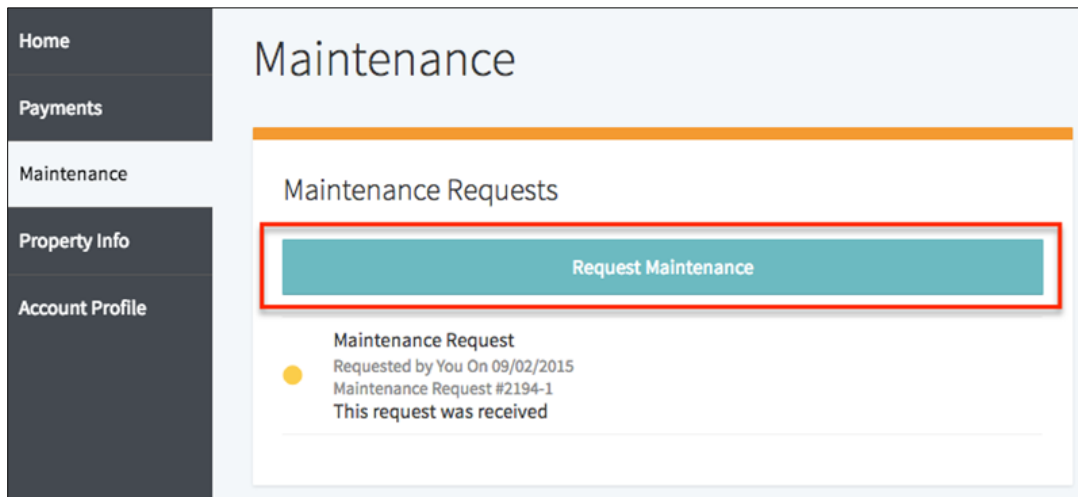 Home
Payments
Maintenance
Property Info
Account Profile
Maintenance
Maintenance Requests
Request Maintenance
Maintenance Request
Requested by You On 09/02/2015
Maintenance Request #2194-1
This request was received